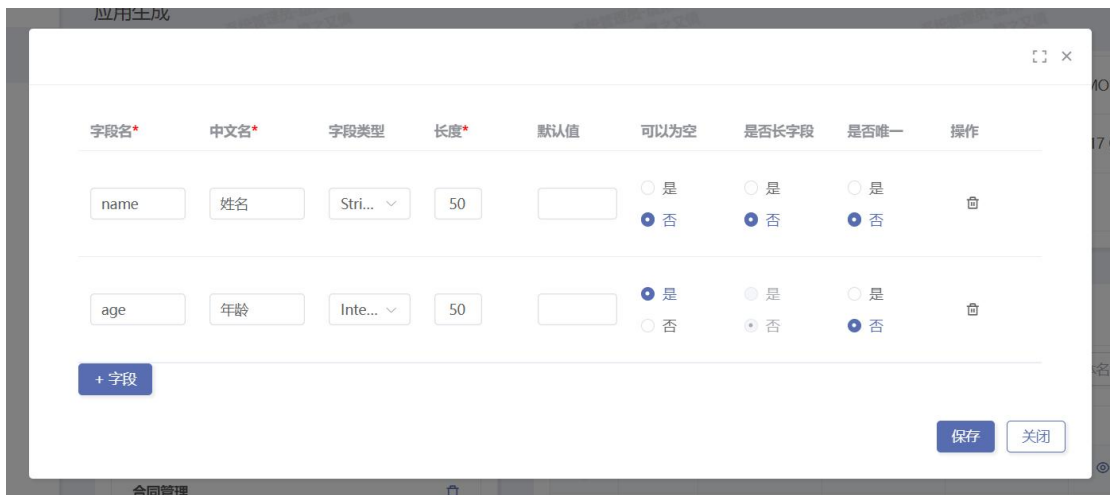 应用生成
字段名* 中文名* 字段类型 长度* 默认值 可以为空 是否长字段 是否唯一 操作
是 是 是
name 姓名 Stri... 50
否 否 否
是 是 是
age 年龄 Inte... 50
否 否 否
+ 字段
保存 关闭
合同管理